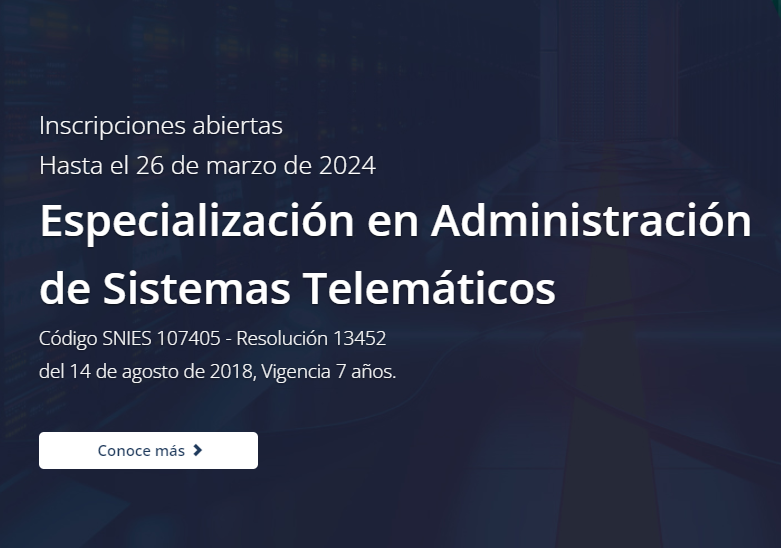 Inscripciones abiertas
Hasta el 26 de marzo de 2024
Especialización en Administración
de Sistemas Telemáticos
Código SNIES 107405 - Resolución 13452
del 14 de agosto de 2018, Vigencia 7 años.
Conoce más